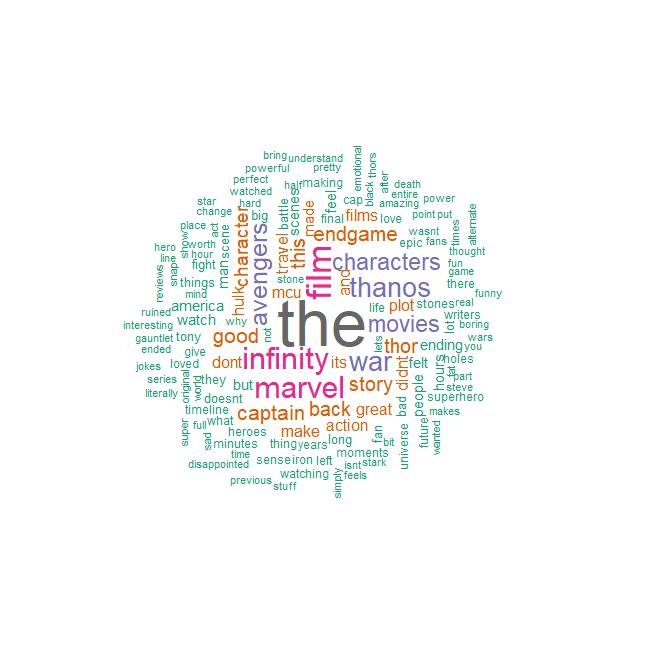 bring understand
powerful pretty
emotional
black thors
after
perfect half making death
watched entire
star hard cap amazing power
change big battle scenes made feel final films love point put
place act epic wasnt fans times alternate
hero show scene character avengers travel this film and endgame
worth thought
line hour man characters fun
snap fight stone game there
reviews things hulk mcu thanos funny
mind life plot stones real
america the writers
ruined watch why movies lot boring
interesting
gauntlet tony good not lets thor ending you wars
ended give infinity war felt holes
jokes loved dont its didnt hours fat part
series they but marvel story steve
literally original world doesnt people superhero
timeline captain back great bad makes
super full what make action future wanted
sad heroes fan
minutes thing years long bit universe
time moments
disappointed sense iron left isnt stark
watching simply feels
previous stuff